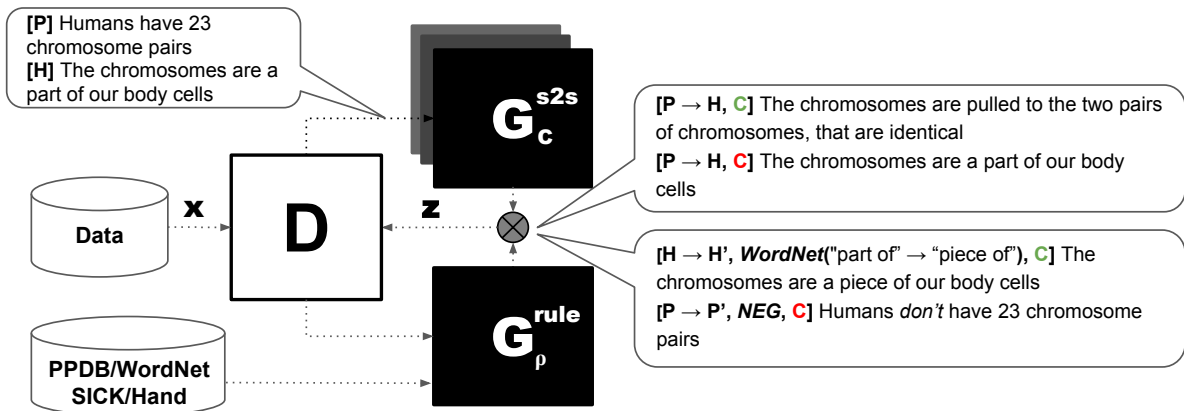 [P] Humans have 23
chromosome pairs
[H] The chromosomes are a
part of our body cells
G s2s C
[P → H, C] The chromosomes are pulled to the two pairs
of chromosomes, that are identical
[P → H, C] The chromosomes are a part of our body
cells
Data
x
D
z
[H → H’, WordNet("part of” → “piece of”), C] The
chromosomes are a piece of our body cells
[P → P’, NEG, C] Humans don’t have 23 chromosome
pairs
G rule ρ
PPDB/WordNet
SICK/Hand